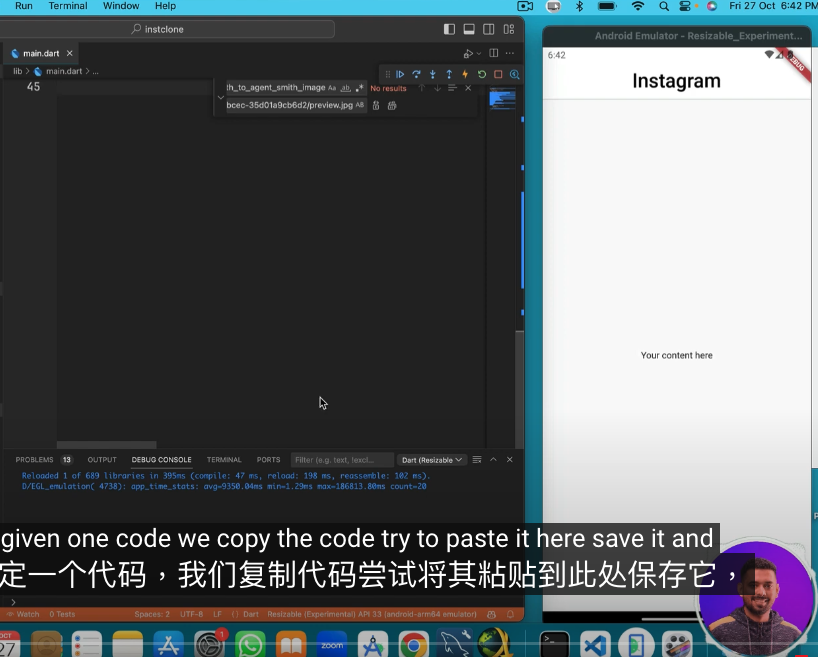 Run Terminal Window Help
Fri 27 Oct 6:42 PM
instclone
main.dart
Android Emulator - Resizable_Experiment...
lib > main.dart > ...
6:42
45
th_to_agent_smith_image Aa ab .*
No results
bcec-35d01a9cb6d2/preview.jpg AB
Instagram
Your content here
PROBLEMS 13 OUTPUT DEBUG CONSOLE TERMINAL PORTS
Filter (e.g. text, !excl...
Dart (Resizable
Reloaded 1 of 689 libraries in 395ms (compile: 47 ms, reload: 198 ms, reassemble: 102 ms).
D/EGL_emulation( 4738): app_time_stats: avg=9350.04ms min=1.29ms max=186813.80ms count=20
given one code we copy the code try to paste it here save it and
定一个代码，我们复制代码尝试将其粘贴到此处保存它，
Watch 0 Tests Spaces: 2 UTF-8 LF {} Dart Resizable (Experimental) API 33 (android-arm64 emulator)
OCT
27
1
zoom